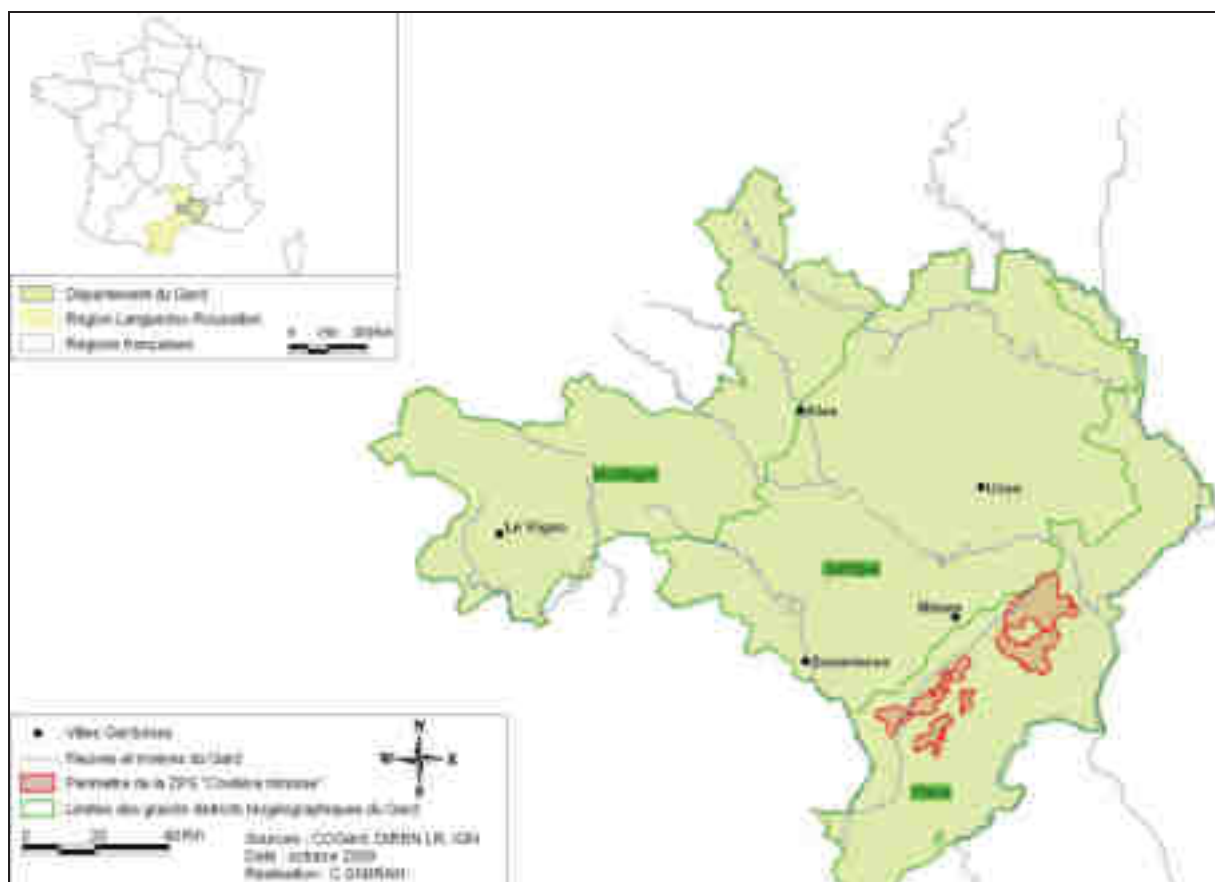 Département du Gard
Région Languedoc-Roussillon
Régions françaises
0
Alès
Uzès
Le Vigan
Garrigue
Nîmes
Sommières
Plaine
Villes Gardoises
Fleuves et rivières du Gard
Périmètre de la ZPS "Costière nîmoise"
Limites des grands districts biogéographiques du Gard
N
0 20 40 Km
Sources : COGard, DIREN LR, IGN
Date : octobre 2009
Réalisation : C.